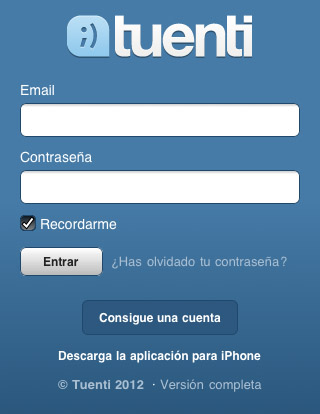 ;) tuenti
Email
Contraseña
Recordarme
Entrar ¿Has olvidado tu contraseña?
Consigue una cuenta
Descarga la aplicación para iPhone
© Tuenti 2012 · Versión completa